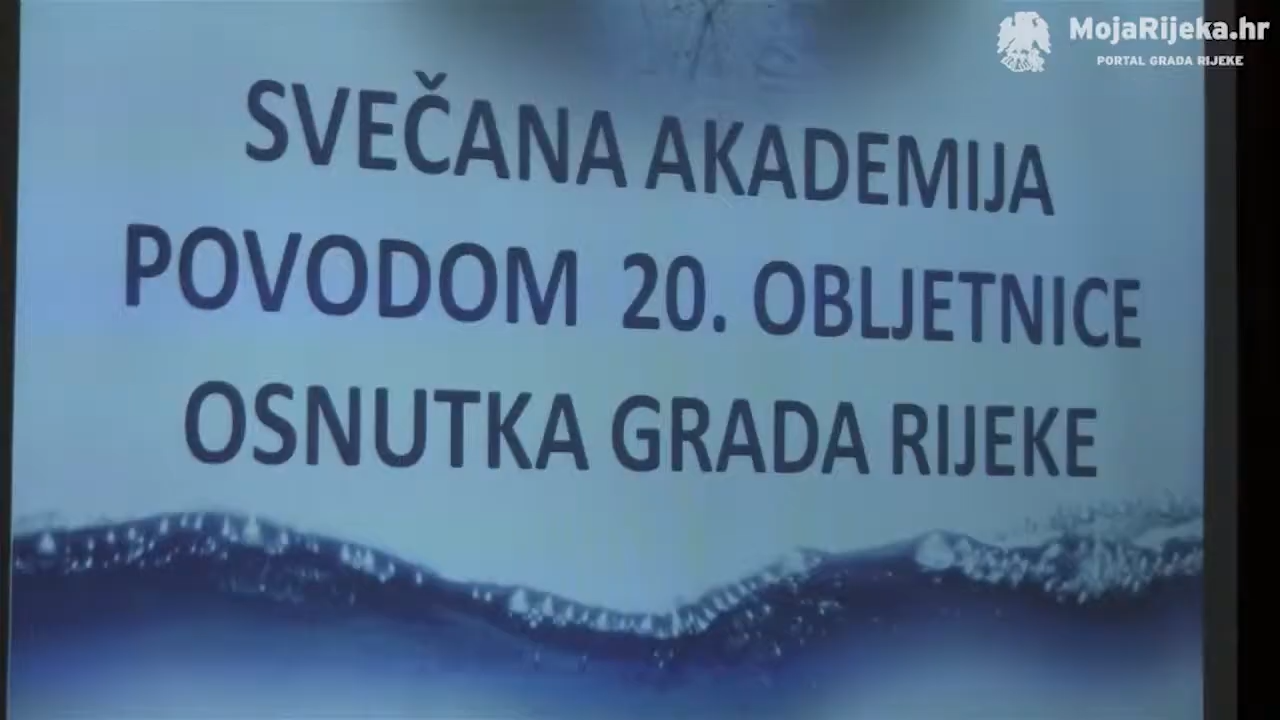 MojaRijeka.hr
PORTAL GRADA RIJEKE
SVEČANA AKADEMIJA
POVODOM 20. OBLJETNICE
OSNUTKA GRADA RIJEKE